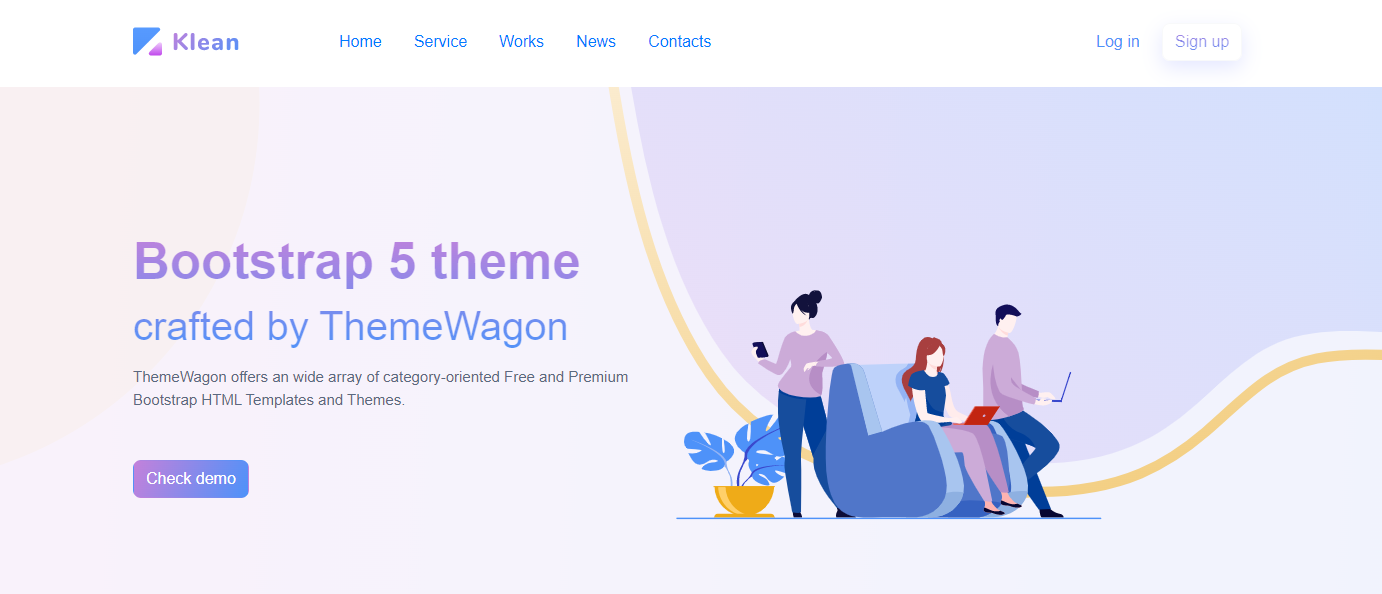 Klean
Home Service Works News Contacts
Log in Sign up
Bootstrap 5 theme
crafted by ThemeWagon
ThemeWagon offers an wide array of category-oriented Free and Premium
Bootstrap HTML Templates and Themes.
Check demo